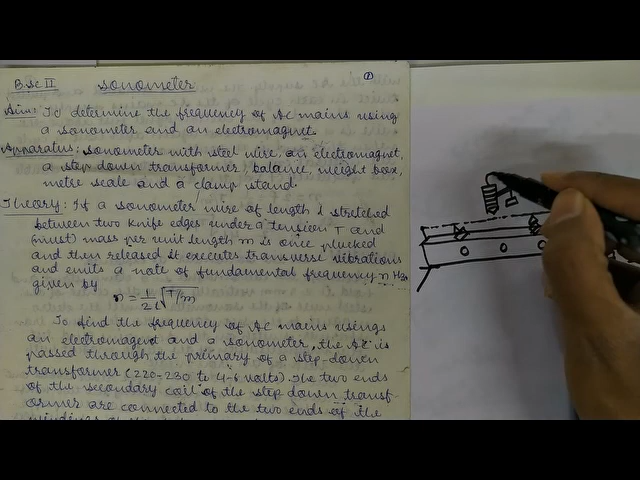 B.sc II sonometer ①
Aim: To determine the frequency of Ac mains using
a sonometer and an electromagnet.
Apparatus: sonometer with steel wire, an electromagnet,
a step down transformer, balance, weight box,
metre scale and a clamp stand.
Theory: If a sonometer wire of length l stretched
between two knife edges under a tension T and
(must) mass per unit length m is once plucked
and then released it executes transverse vibrations
and emits a note of fundamental frequency n Hz
given by
n = 1/2l √T/m
To find the frequency of AC mains usings
an electromagent and a sonometer, the AC is
passed through the primary of a step-down
transformer (220-230 to 4-6 volts). The two ends
of the secondary coil of the step down transf-
ormer are connected to the two ends of the
windings of